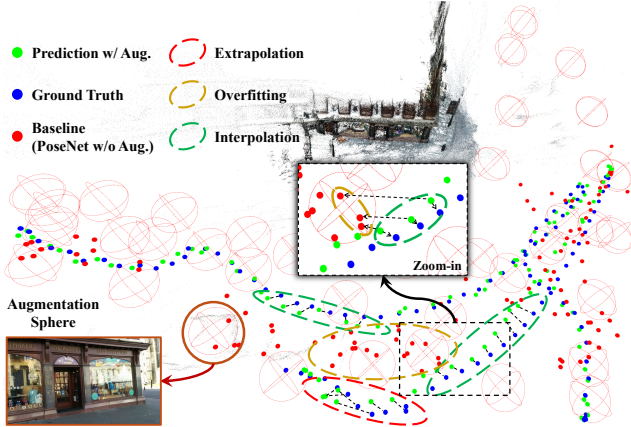 Prediction w/ Aug.
Extrapolation
Ground Truth
Overfitting
Baseline
(PoseNet w/o Aug.)
Interpolation
Zoom-in
Augmentation
Sphere